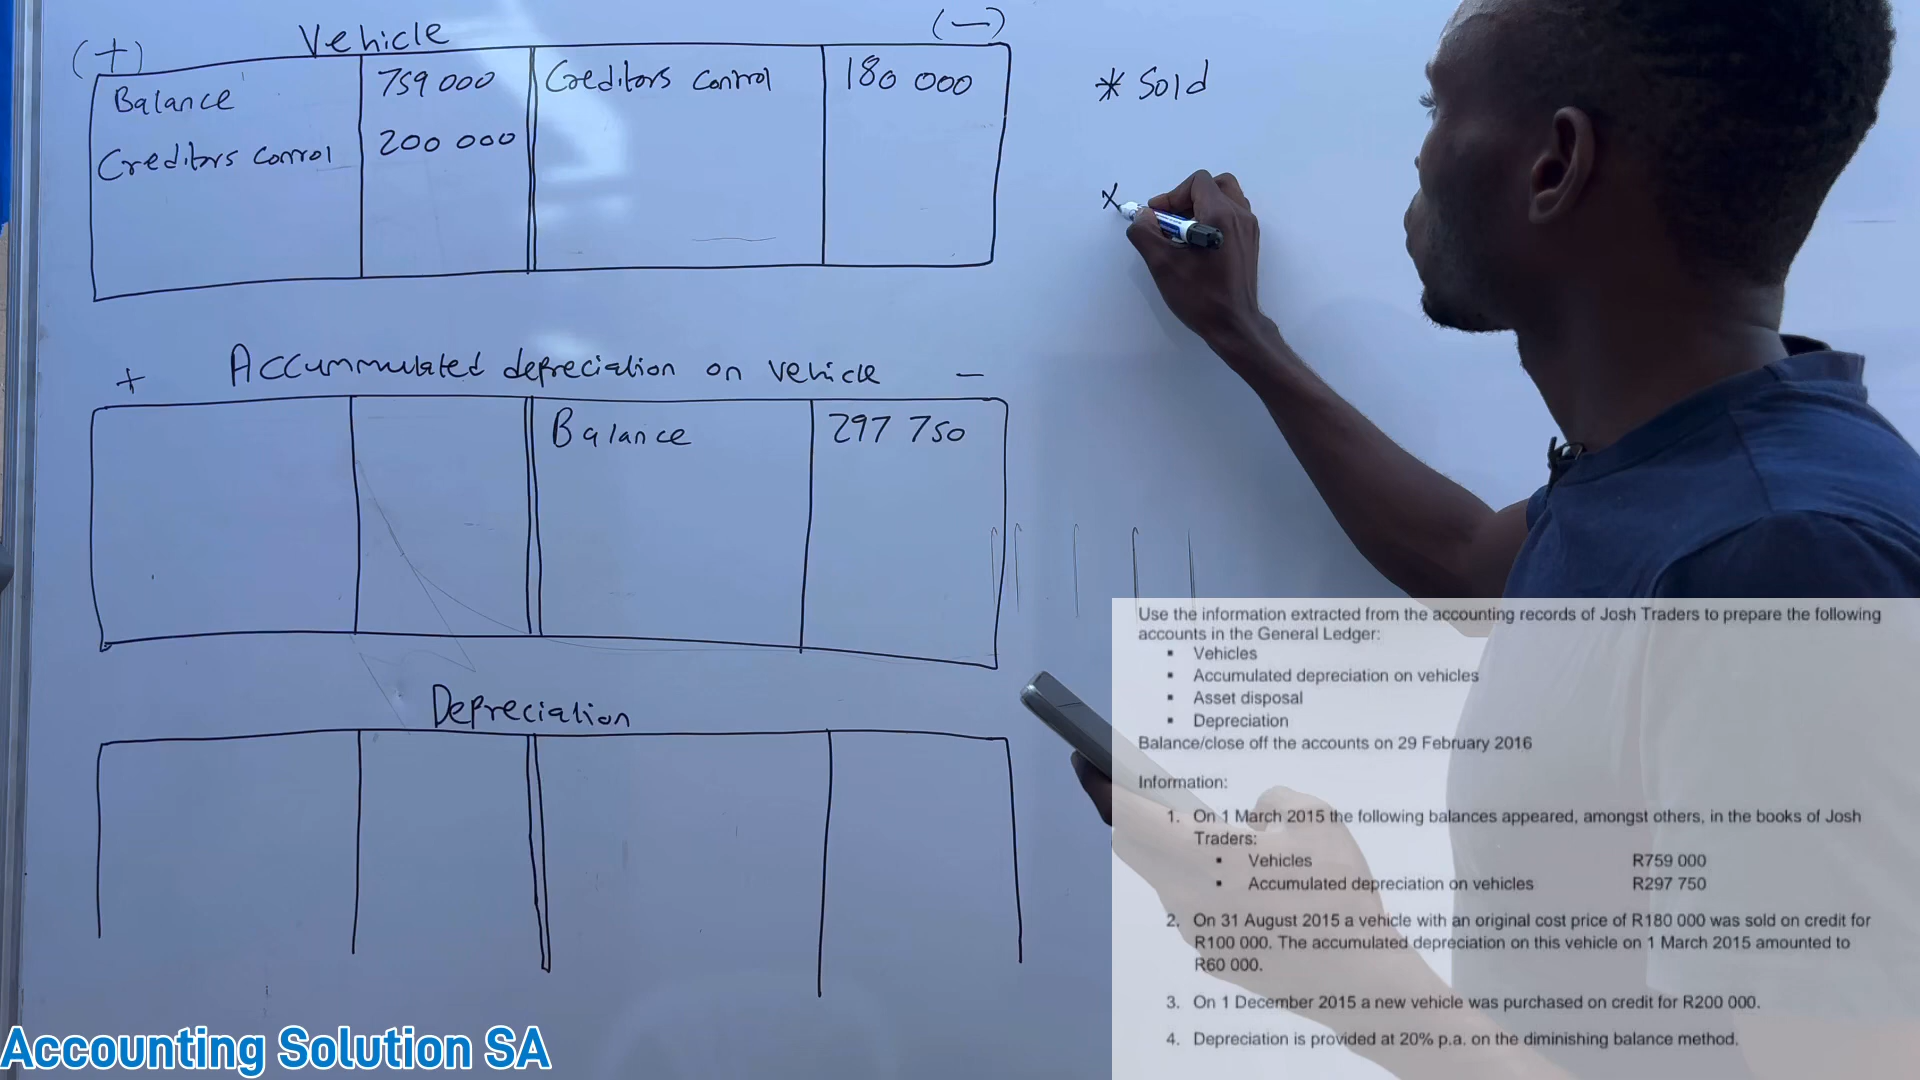 (+) Vehicle (—)
Balance 759 000 Creditors Control 180 000
Creditors Control 200 000
* Sold
+ Accummulated depreciation on vehicle —
Balance 297 750
Depreciation
Use the information extracted from the accounting records of Josh Traders to prepare the following
accounts in the General Ledger:
▪ Vehicles
▪ Accumulated depreciation on vehicles
▪ Asset disposal
▪ Depreciation
Balance/close off the accounts on 29 February 2016
Information:
1. On 1 March 2015 the following balances appeared, amongst others, in the books of Josh
Traders:
▪ Vehicles R759 000
▪ Accumulated depreciation on vehicles R297 750
2. On 31 August 2015 a vehicle with an original cost price of R180 000 was sold on credit for
R100 000. The accumulated depreciation on this vehicle on 1 March 2015 amounted to
R60 000.
3. On 1 December 2015 a new vehicle was purchased on credit for R200 000.
4. Depreciation is provided at 20% p.a. on the diminishing balance method.
Accounting Solution SA